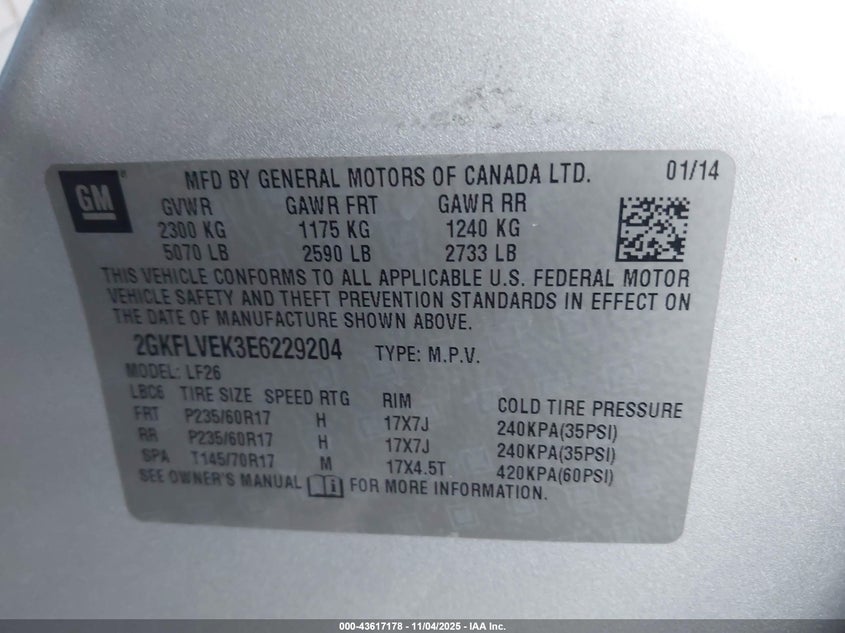 GM
MFD BY GENERAL MOTORS OF CANADA LTD. 01/14
GVWR GAWR FRT GAWR RR
2300 KG 1175 KG 1240 KG
5070 LB 2590 LB 2733 LB
THIS VEHICLE CONFORMS TO ALL APPLICABLE U.S. FEDERAL MOTOR
VEHICLE SAFETY AND THEFT PREVENTION STANDARDS IN EFFECT ON
THE DATE OF MANUFACTURE SHOWN ABOVE.
2GKFLVEK3E6229204 TYPE: M.P.V.
MODEL: LF26
LBC6 TIRE SIZE SPEED RTG RIM COLD TIRE PRESSURE
FRT P235/60R17 H 17X7J 240KPA(35PSI)
RR P235/60R17 H 17X7J 240KPA(35PSI)
SPA T145/70R17 M 17X4.5T 420KPA(60PSI)
SEE OWNER'S MANUAL FOR MORE INFORMATION.
000-43617178 - 11/04/2025 - IAA Inc.